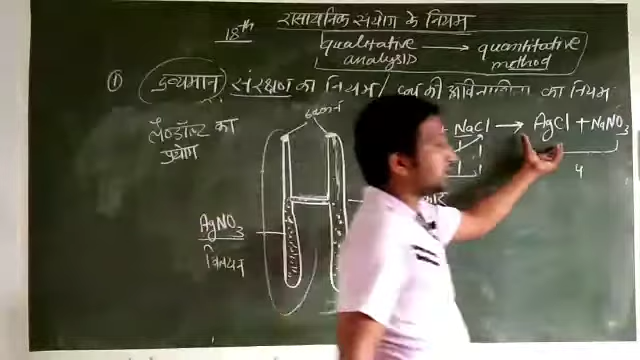 रासायनिक संयोग के नियम
18th
qualitative analysis → quantitative method
① द्रव्यमान संरक्षण का नियम / की अविनाशिता का नियम
लैंडॉल्ट का
प्रयोग
NaCl → AgCl + NaNO3
4
AgNO3
विलयन